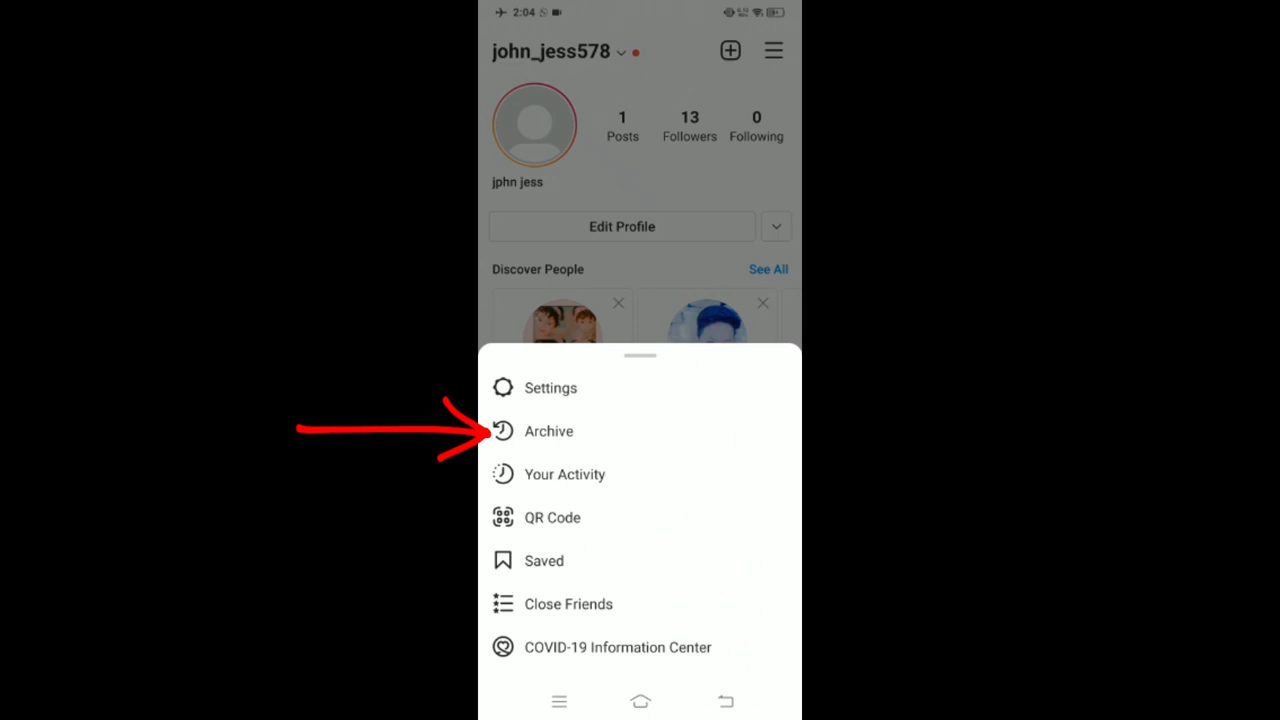 2:04
john_jess578
1 13 0
Posts Followers Following
jphn jess
Edit Profile
Discover People See All
Settings
Archive
Your Activity
QR Code
Saved
Close Friends
COVID-19 Information Center